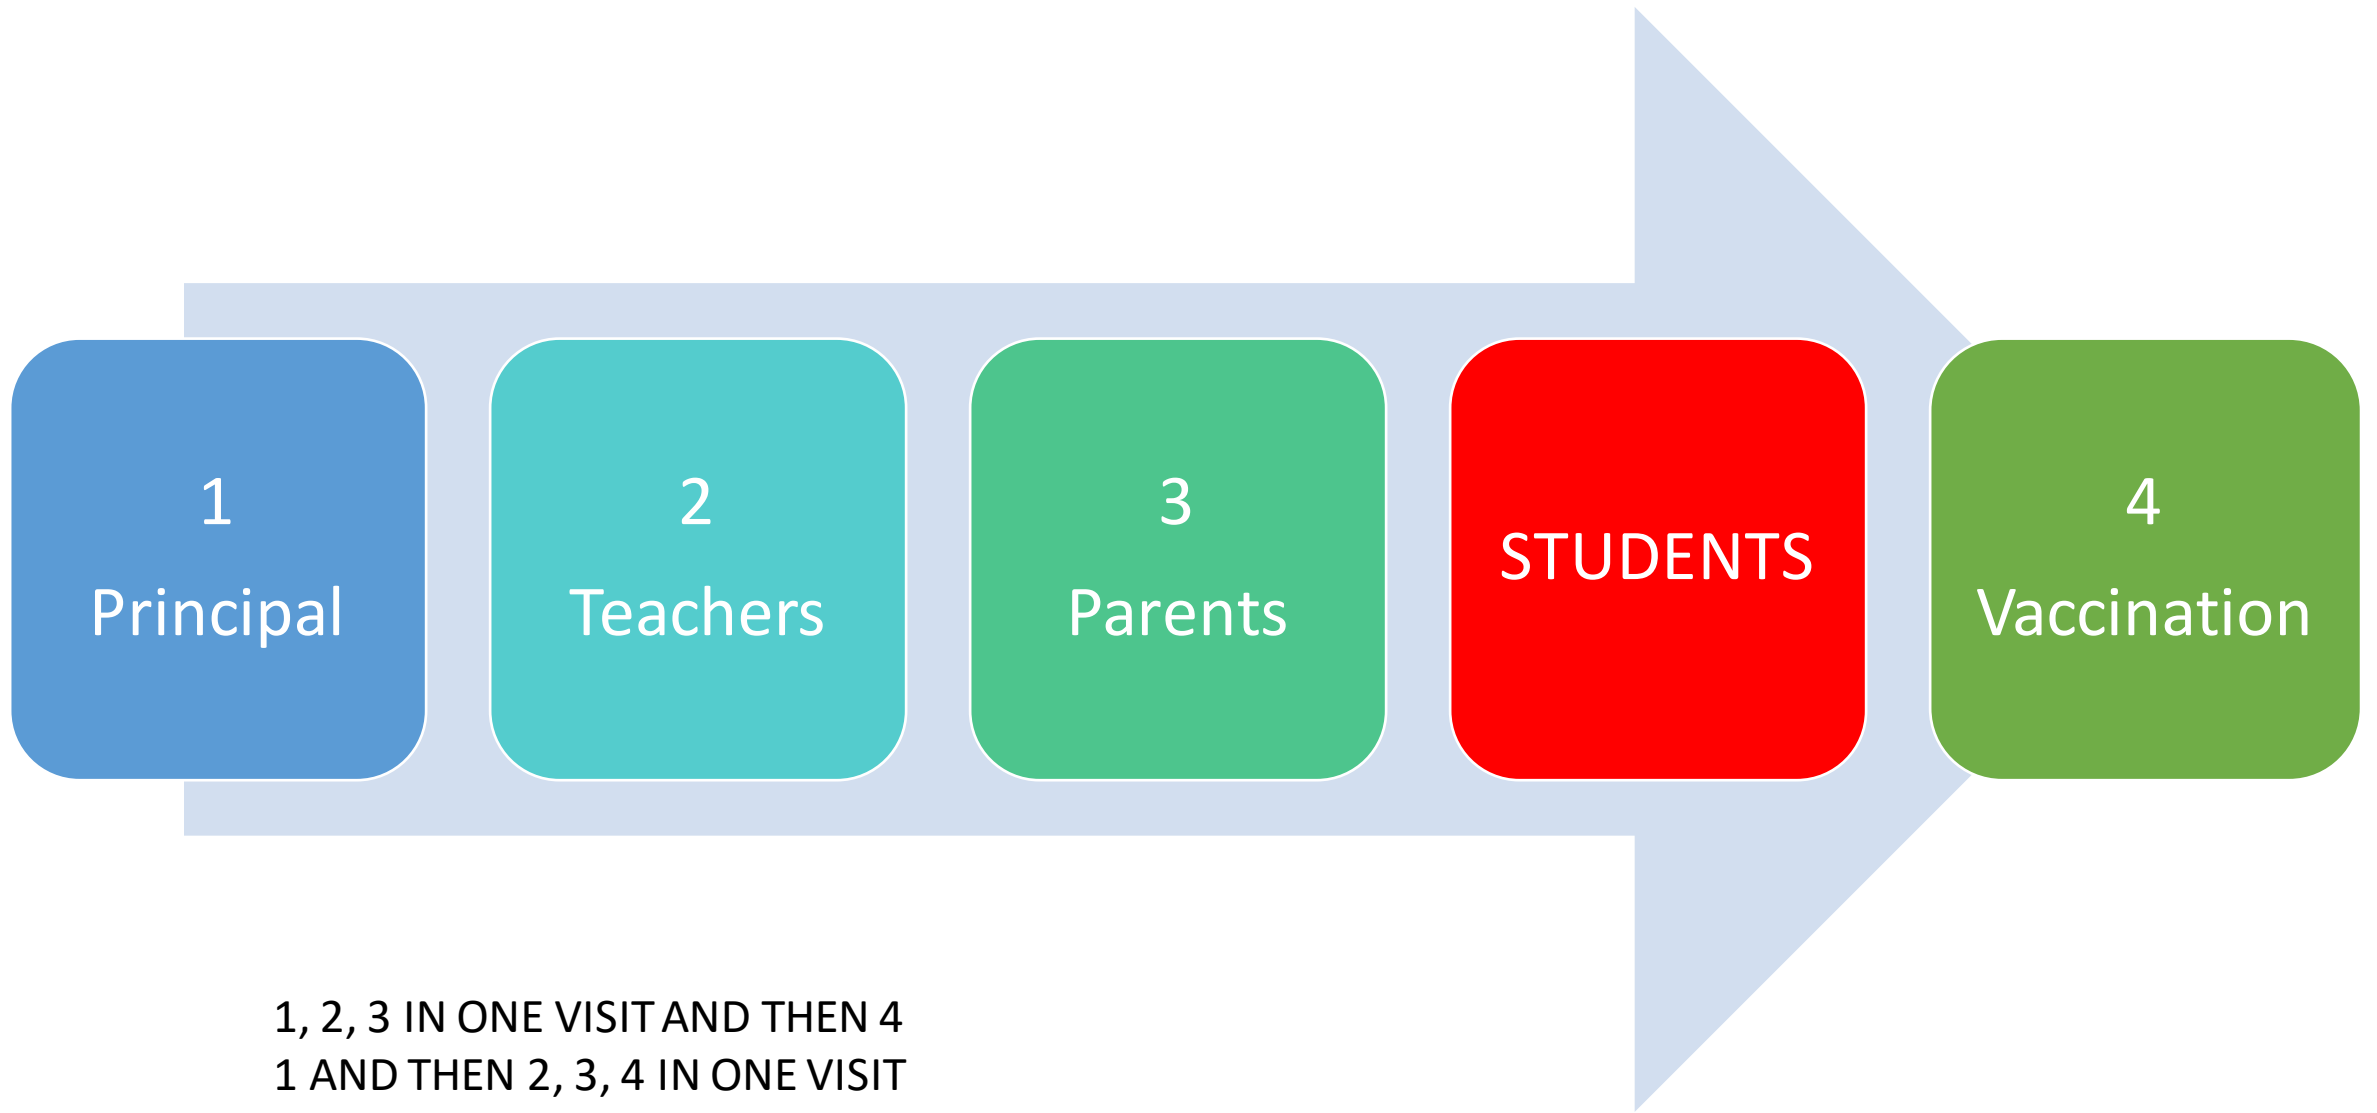 1
Principal
2
Teachers
3
Parents
STUDENTS
4
Vaccination
1, 2, 3 IN ONE VISIT AND THEN 4
1 AND THEN 2, 3, 4 IN ONE VISIT